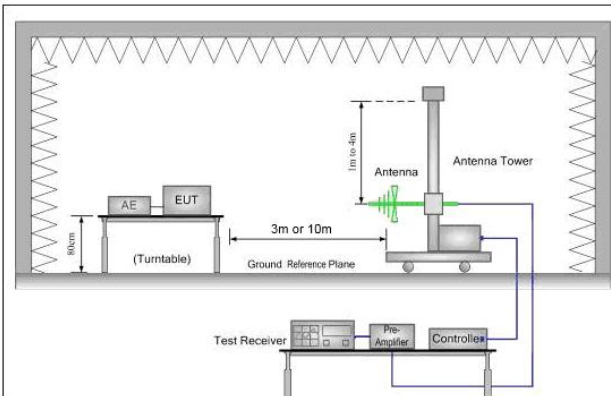 1m to 4m
Antenna
Antenna Tower
AE
EUT
80cm
(Turntable)
3m or 10m
Ground Reference Plane
Test Receiver
Pre-
Amplifier
Controller